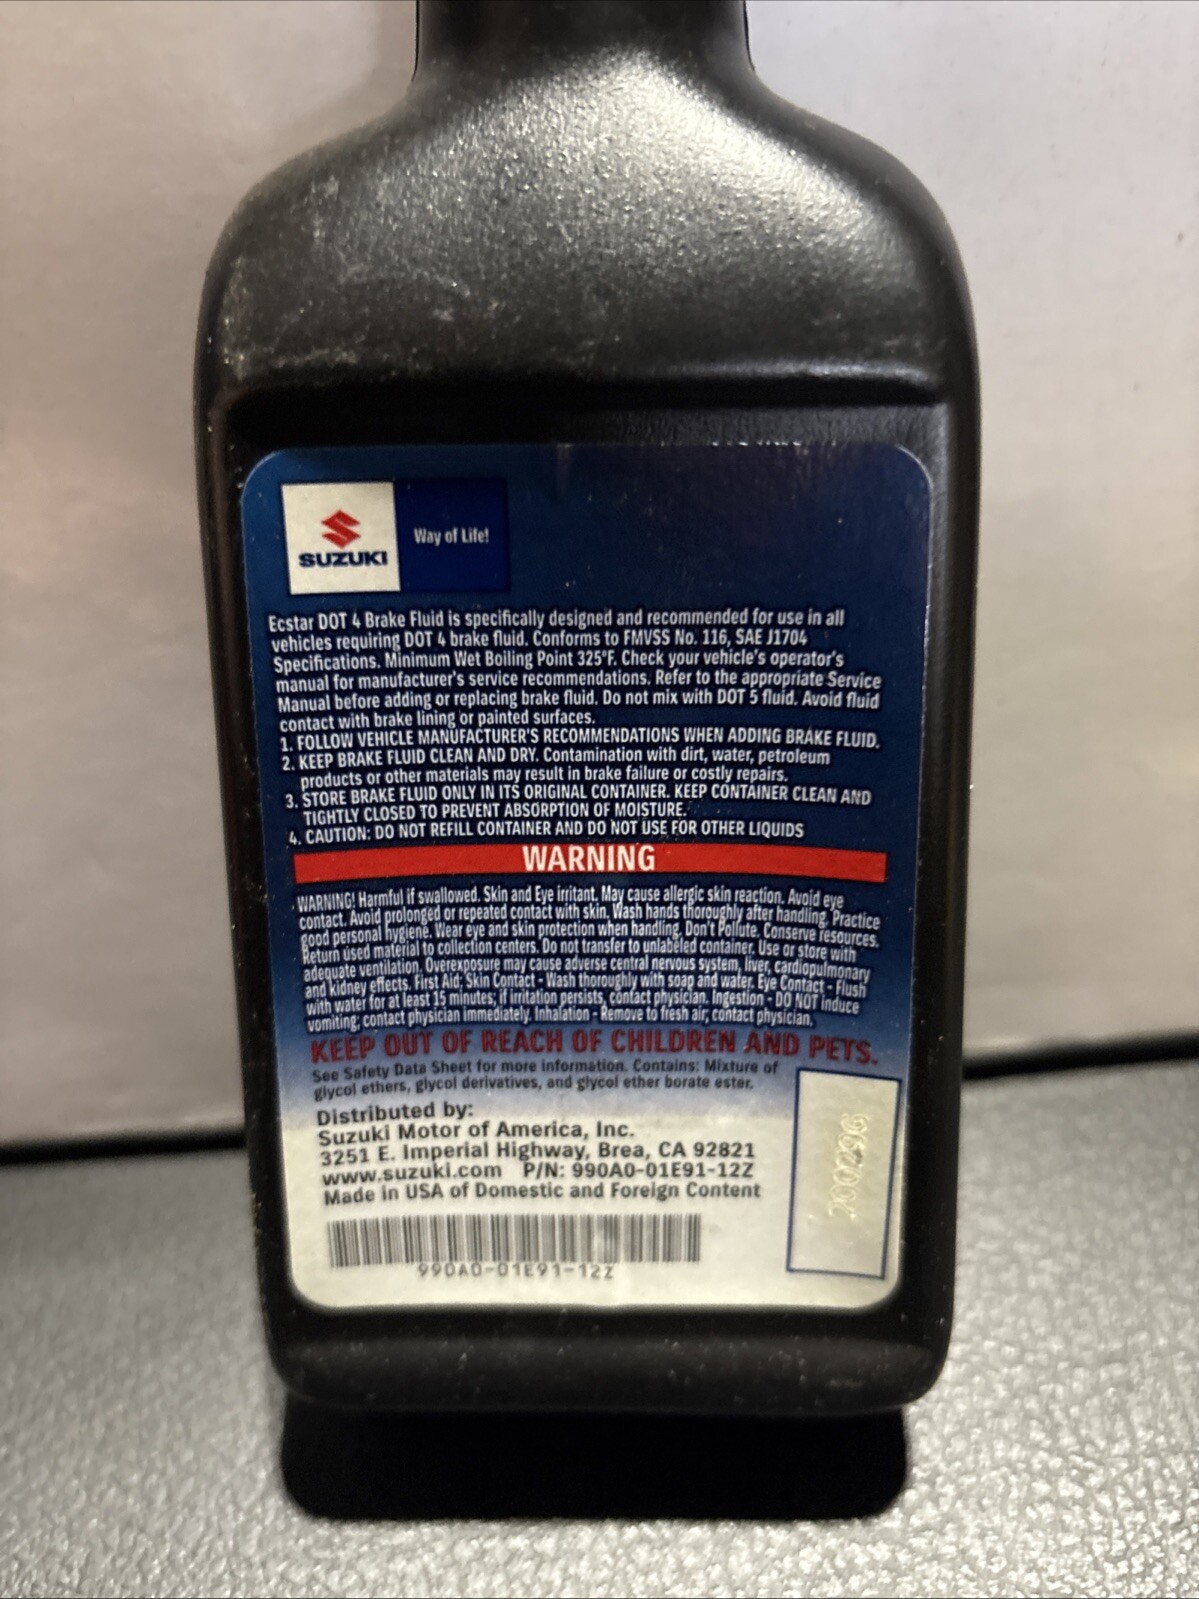 SUZUKI
Way of Life!
Ecstar DOT 4 Brake Fluid is specifically designed and recommended for use in all
vehicles requiring DOT 4 brake fluid. Conforms to FMVSS No. 116, SAE J1704
Specifications. Minimum Wet Boiling Point 325°F. Check your vehicle's operator's
manual for manufacturer's service recommendations. Refer to the appropriate Service
Manual before adding or replacing brake fluid. Do not mix with DOT 5 fluid. Avoid fluid
contact with brake lining or painted surfaces.
1. FOLLOW VEHICLE MANUFACTURER'S RECOMMENDATIONS WHEN ADDING BRAKE FLUID.
2. KEEP BRAKE FLUID CLEAN AND DRY. Contamination with dirt, water, petroleum
products or other materials may result in brake failure or costly repairs.
3. STORE BRAKE FLUID ONLY IN ITS ORIGINAL CONTAINER. KEEP CONTAINER CLEAN AND
TIGHTLY CLOSED TO PREVENT ABSORPTION OF MOISTURE.
4. CAUTION: DO NOT REFILL CONTAINER AND DO NOT USE FOR OTHER LIQUIDS
WARNING
WARNING! Harmful if swallowed. Skin and Eye irritant. May cause allergic skin reaction. Avoid eye
contact. Avoid prolonged or repeated contact with skin. Wash hands thoroughly after handling. Practice
good personal hygiene. Wear eye and skin protection when handling. Don't Pollute. Conserve resources.
Return used material to collection centers. Do not transfer to unlabeled container. Use or store with
adequate ventilation. Overexposure may cause adverse central nervous system, liver, cardiopulmonary
and kidney effects. First Aid: Skin Contact - Wash thoroughly with soap and water. Eye Contact - Flush
with water for at least 15 minutes; if irritation persists, contact physician. Ingestion - DO NOT induce
vomiting; contact physician immediately. Inhalation - Remove to fresh air; contact physician.
KEEP OUT OF REACH OF CHILDREN AND PETS.
See Safety Data Sheet for more information. Contains: Mixture of
glycol ethers, glycol derivatives, and glycol ether borate ester.
Distributed by:
Suzuki Motor of America, Inc.
3251 E. Imperial Highway, Brea, CA 92821
www.suzuki.com P/N: 990A0-01E91-12Z
Made in USA of Domestic and Foreign Content
990A0-01E91-12Z